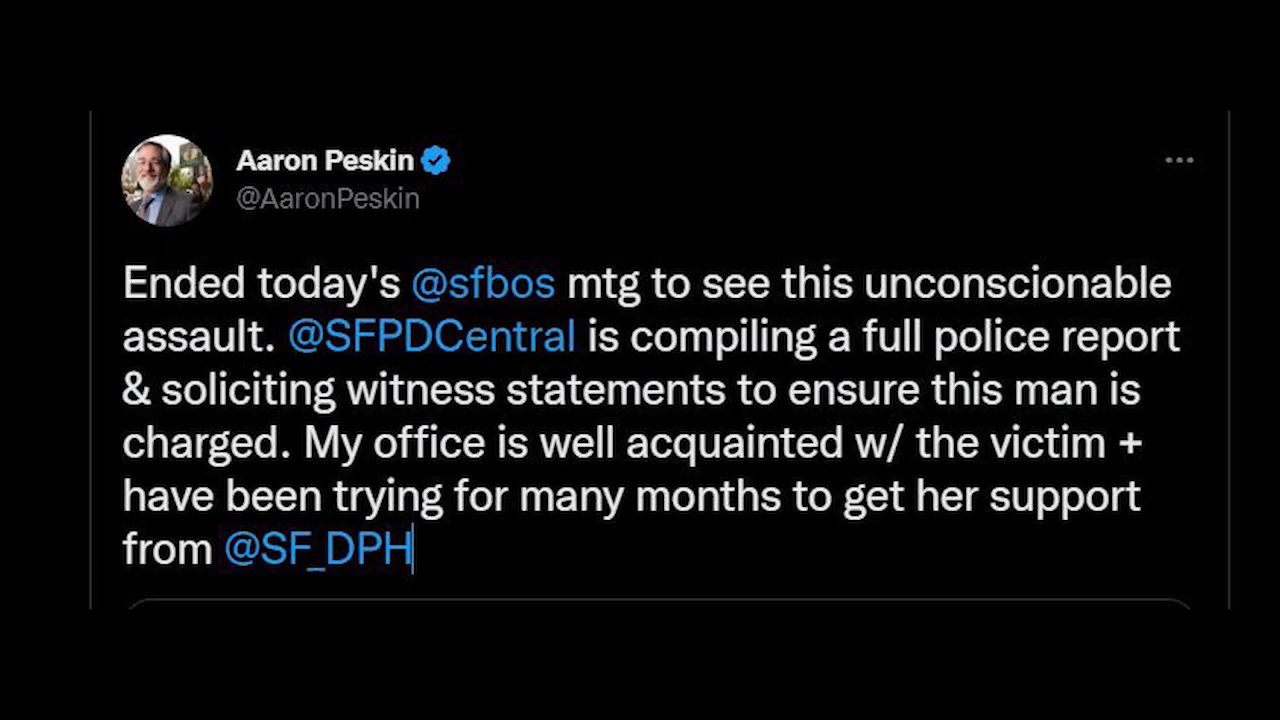 Aaron Peskin
@AaronPeskin
Ended today's @sfbos mtg to see this unconscionable
assault. @SFPDCentral is compiling a full police report
& soliciting witness statements to ensure this man is
charged. My office is well acquainted w/ the victim +
have been trying for many months to get her support
from @SF_DPH